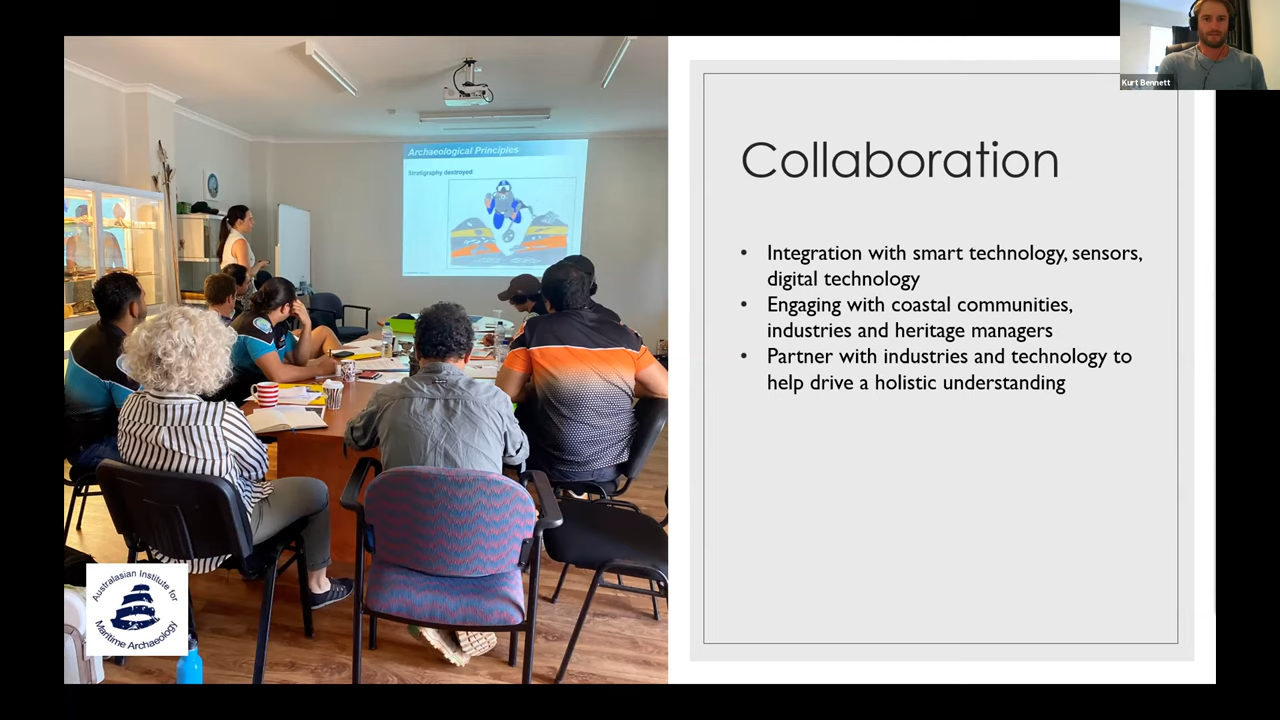 Kurt Bennett
Archaeological Principles
Stratigraphy destroyed
Collaboration
• Integration with smart technology, sensors,
digital technology
• Engaging with coastal communities,
industries and heritage managers
• Partner with industries and technology to
help drive a holistic understanding
Australasian Institute for
Maritime Archaeology